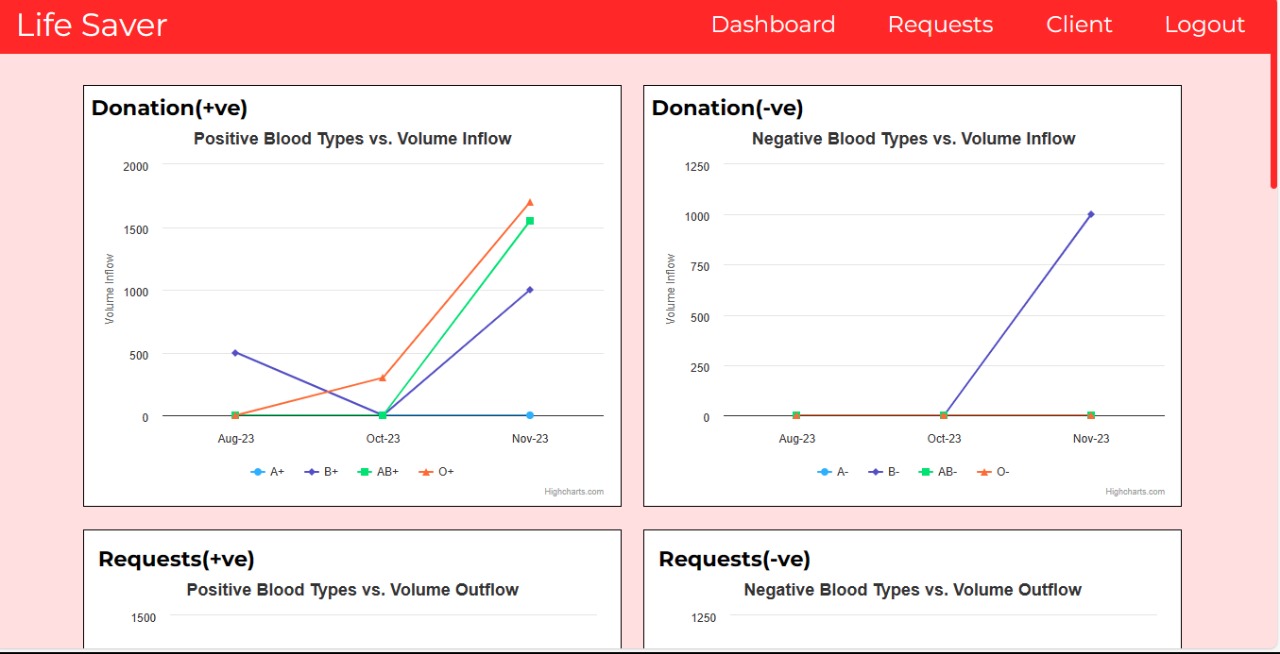 Life Saver
Dashboard Requests Client Logout
Donation(+ve)
Positive Blood Types vs. Volume Inflow
2000
1500
1000
500
0
Volume Inflow
Aug-23 Oct-23 Nov-23
A+ B+ AB+ O+
Highcharts.com
Donation(-ve)
Negative Blood Types vs. Volume Inflow
1250
1000
750
500
250
0
Volume Inflow
Aug-23 Oct-23 Nov-23
A- B- AB- O-
Highcharts.com
Requests(+ve)
Positive Blood Types vs. Volume Outflow
1500
Requests(-ve)
Negative Blood Types vs. Volume Outflow
1250